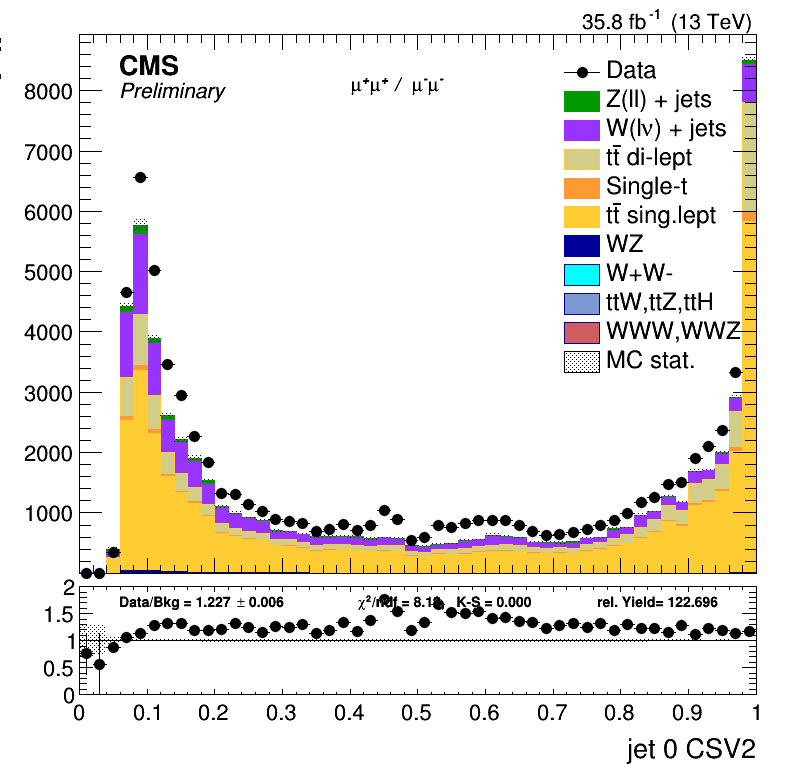 35.8 fb⁻¹ (13 TeV)
CMS
Preliminary
μ⁺μ⁺ / μ⁻μ⁻
Data
Z(ll) + jets
W(lν) + jets
tt̄ di-lept
Single-t
tt̄ sing.lept
WZ
W+W-
ttW,ttZ,ttH
WWW,WWZ
MC stat.
8000
7000
6000
5000
4000
3000
2000
1000
Data/Bkg = 1.227 ± 0.006 χ²/ndf = 8.1 K-S = 0.000 rel. Yield= 122.696
2
1.5
1
0.5
0
0 0.1 0.2 0.3 0.4 0.5 0.6 0.7 0.8 0.9 1
jet 0 CSV2